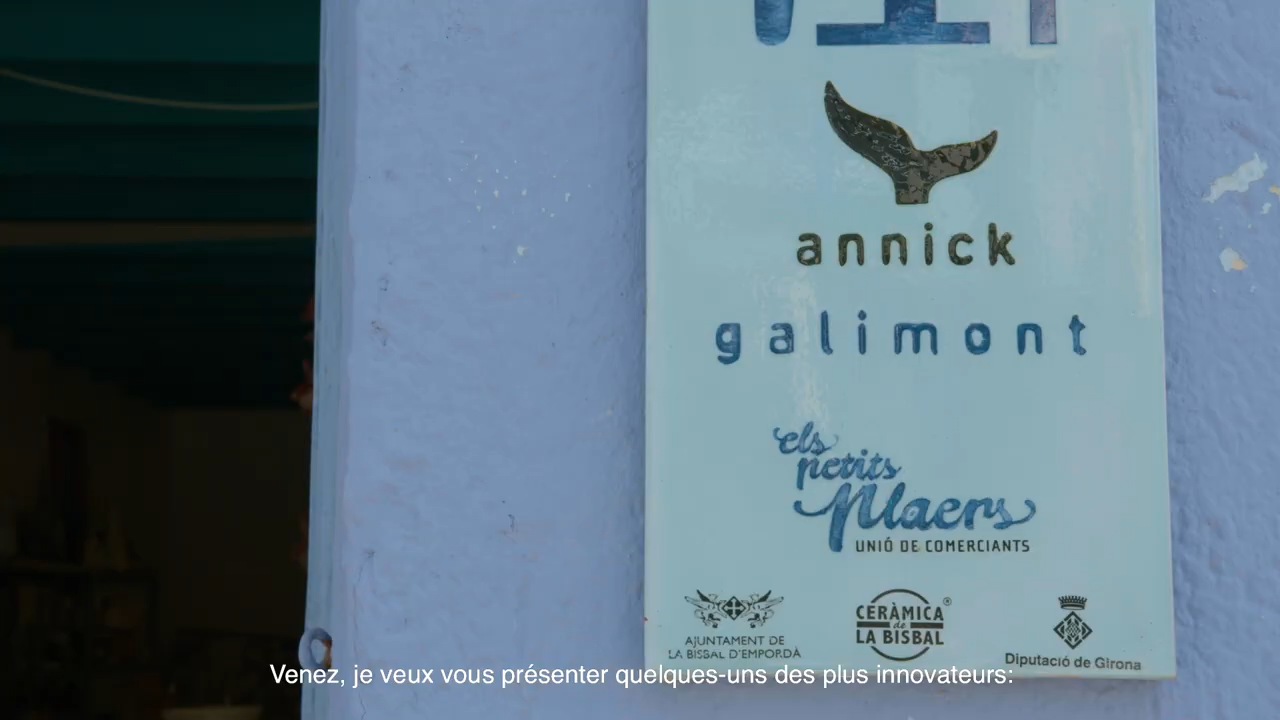 annick
galimont
els
petits
Plaers
UNIÓ DE COMERCIANTS
AJUNTAMENT DE
LA BISBAL D'EMPORDÀ
CERÀMICA®
de
LA BISBAL
Diputació de Girona
Venez, je veux vous présenter quelques-uns des plus innovateurs: